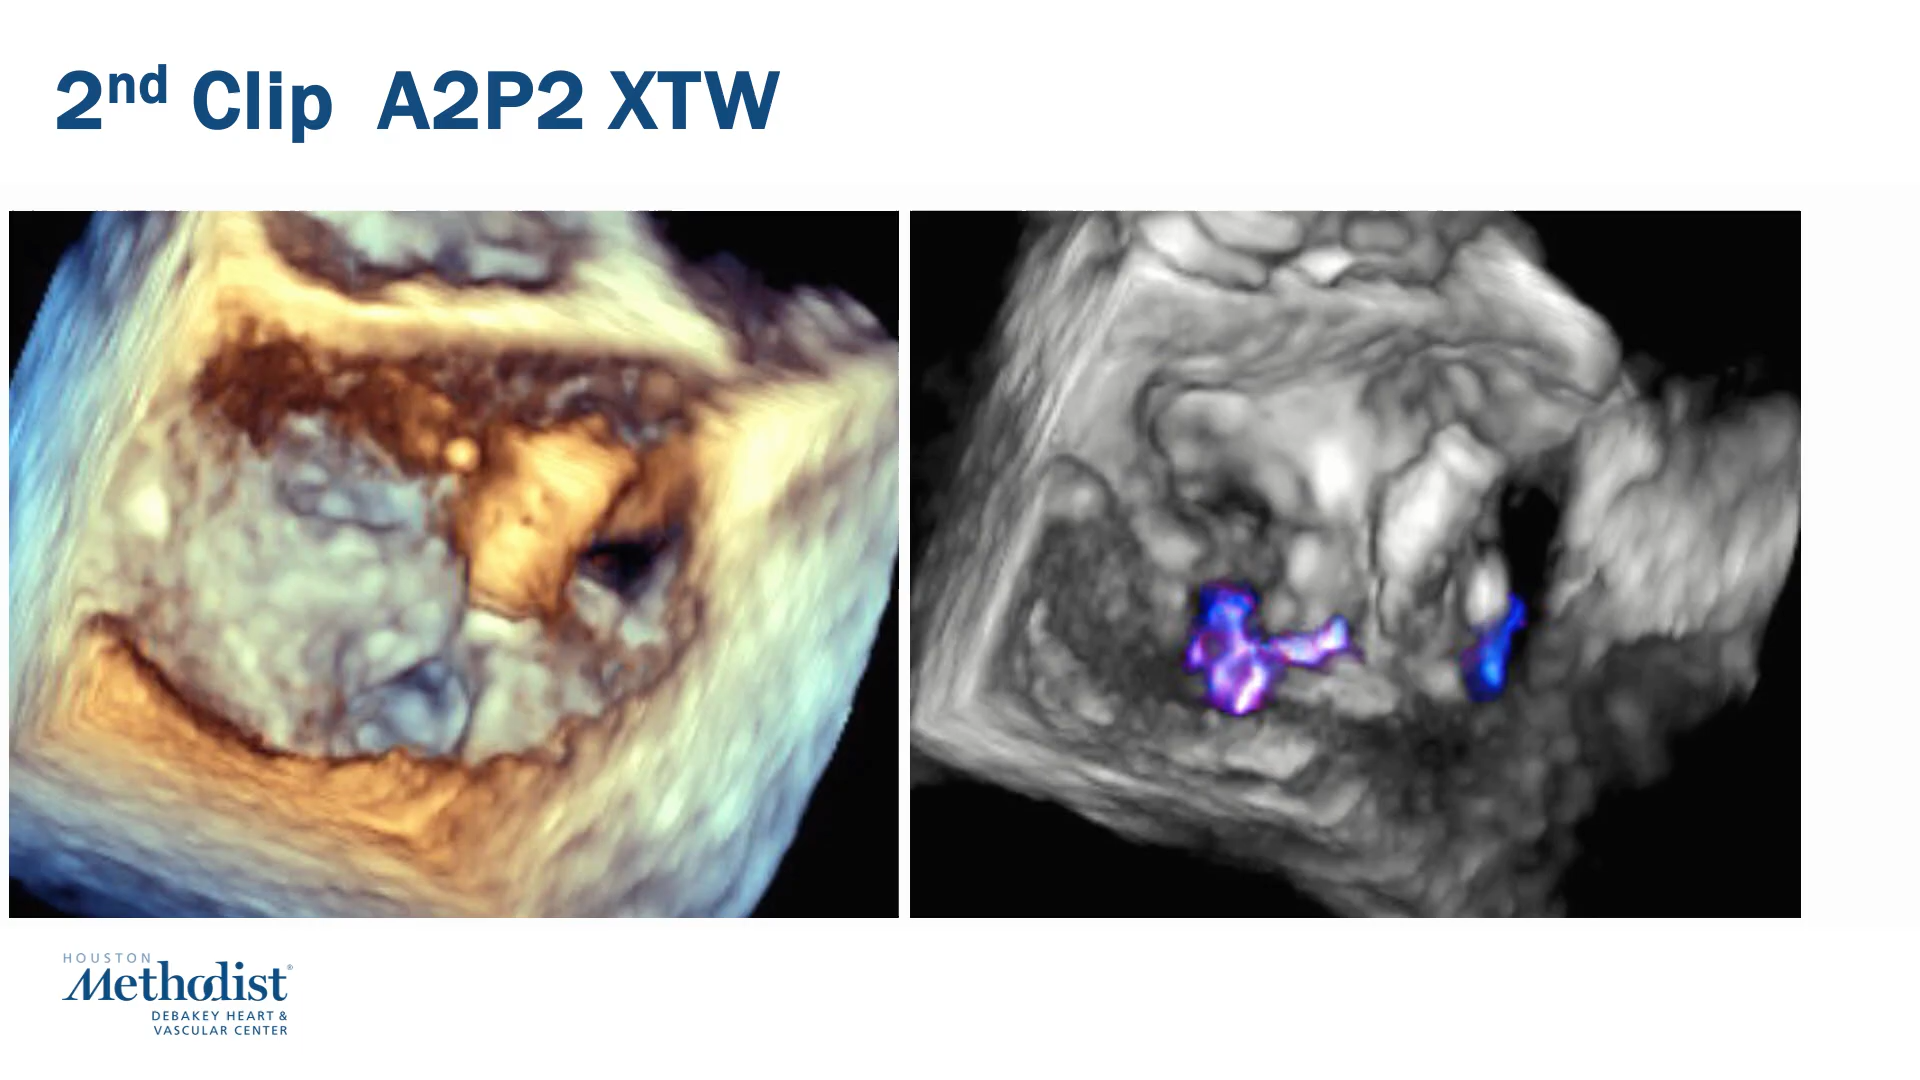 2nd Clip A2P2 XTW
HOUSTON
Methodist®
DEBAKEY HEART &
VASCULAR CENTER